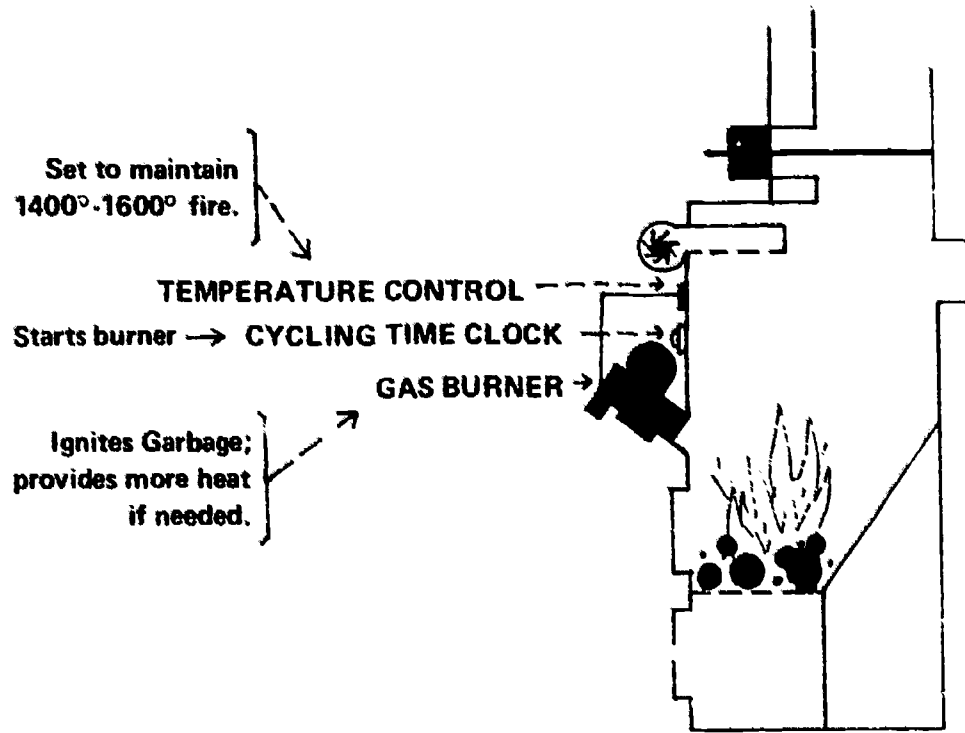 Set to maintain
1400°-1600° fire.
TEMPERATURE CONTROL
Starts burner → CYCLING TIME CLOCK
GAS BURNER
Ignites Garbage;
provides more heat
if needed.